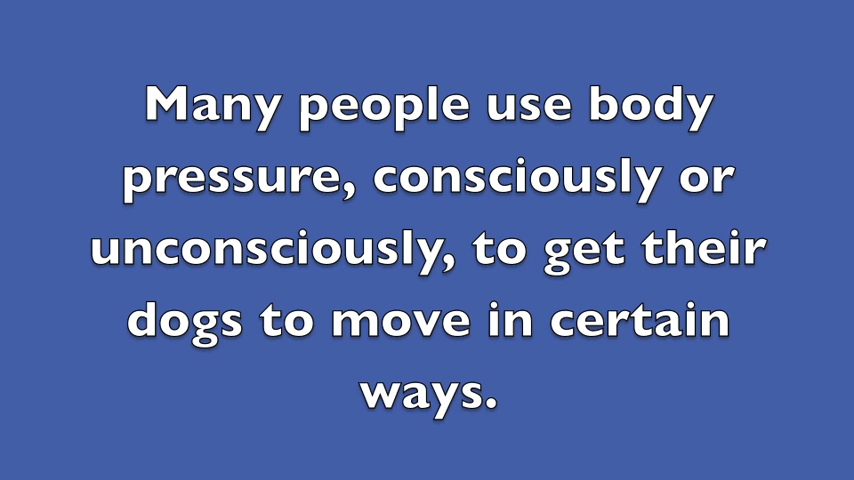 Many people use body
pressure, consciously or
unconsciously, to get their
dogs to move in certain
ways.